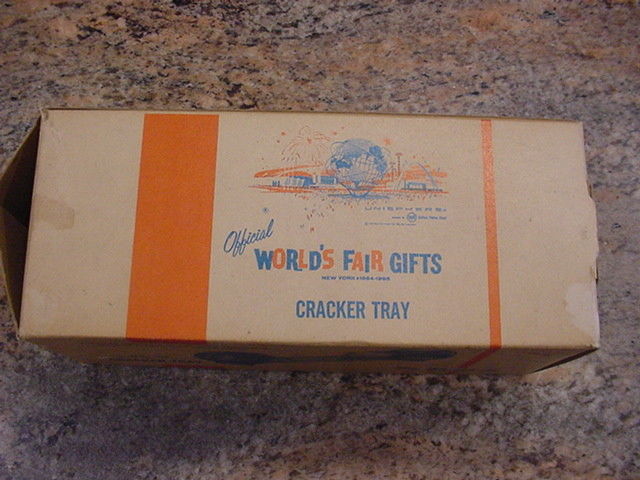 UNISPHERE
Official
WORLD'S FAIR GIFTS
NEW YORK 1964-1965
CRACKER TRAY